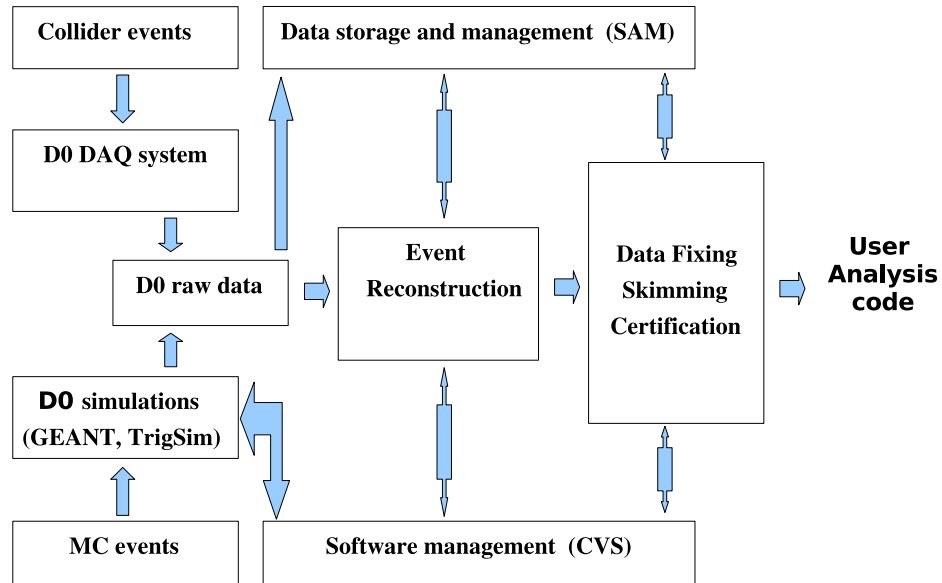 Collider events
Data storage and management (SAM)
D0 DAQ system
D0 raw data
Event
Reconstruction
Data Fixing
Skimming
Certification
User
Analysis
code
D0 simulations
(GEANT, TrigSim)
MC events
Software management (CVS)